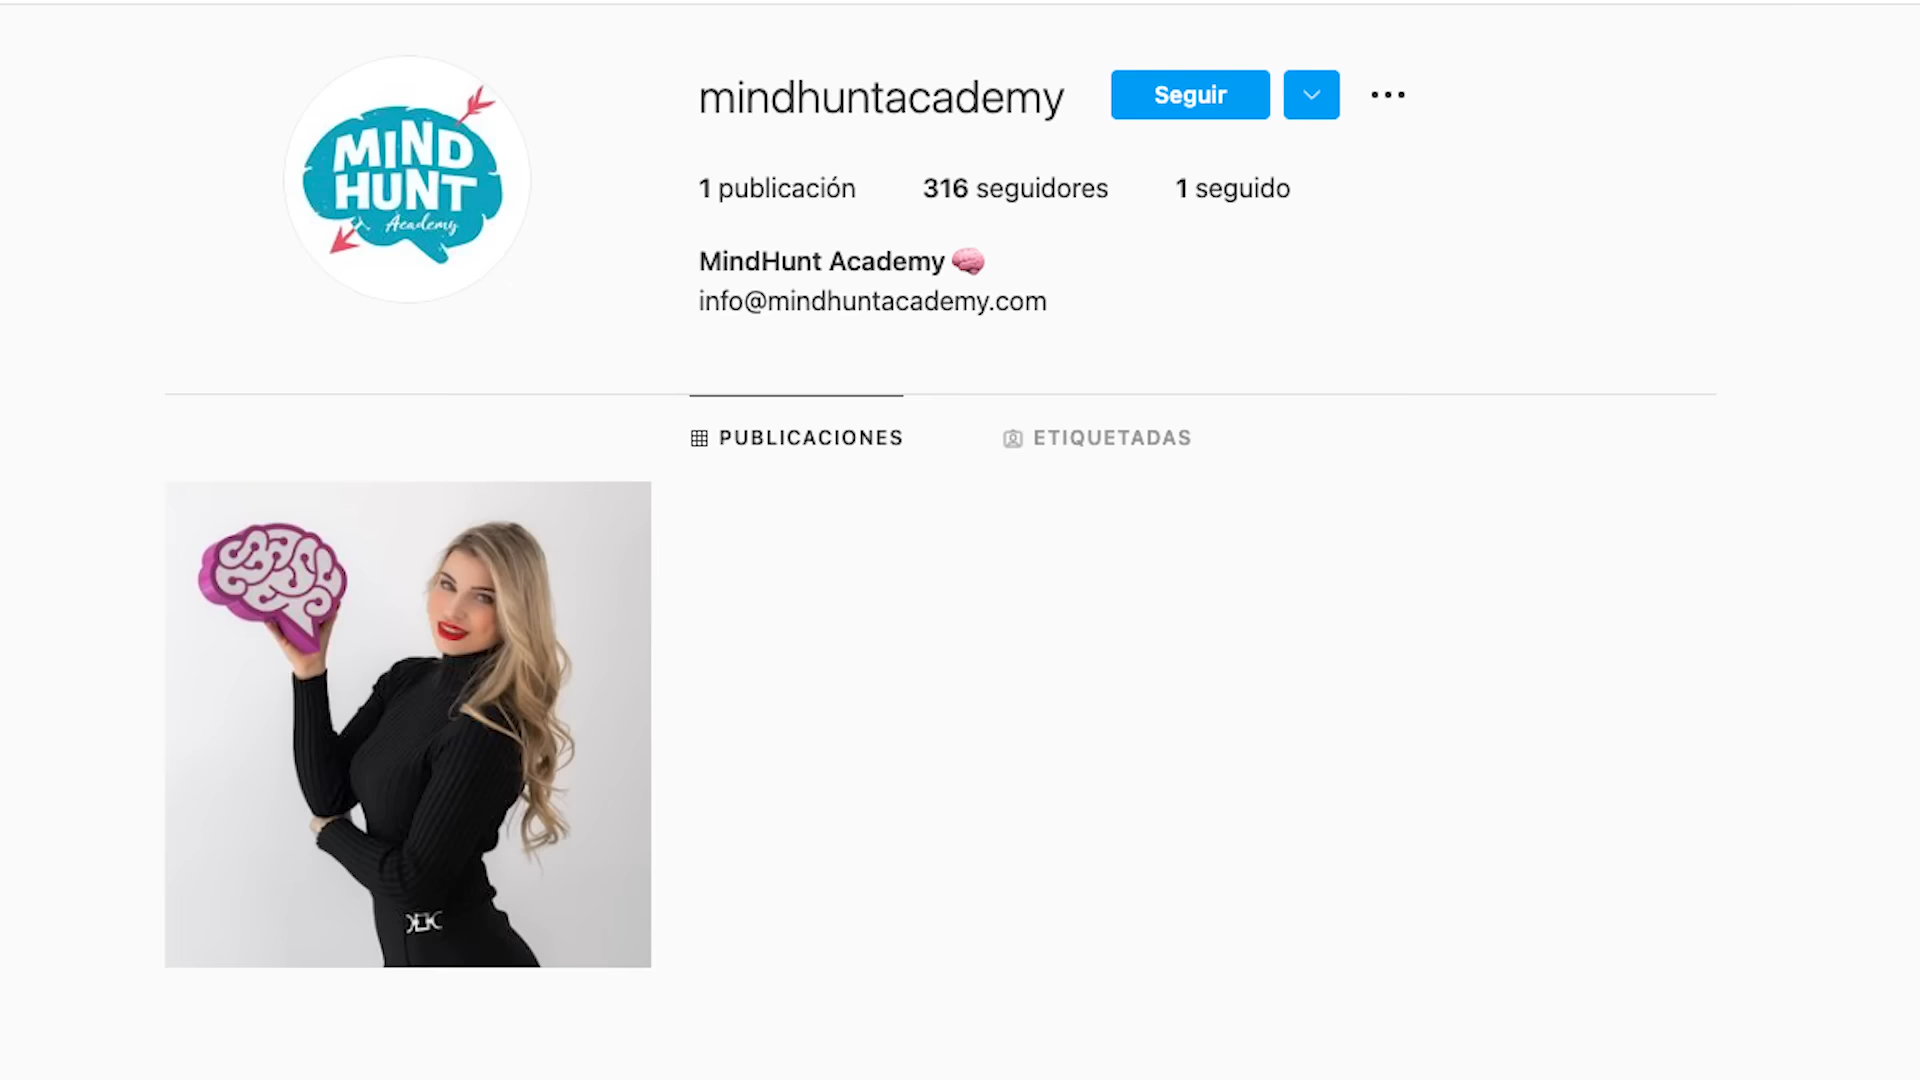 MIND
HUNT
Academy
mindhuntacademy
Seguir
1 publicación 316 seguidores 1 seguido
MindHunt Academy 🧠
info@mindhuntacademy.com
PUBLICACIONES ETIQUETADAS